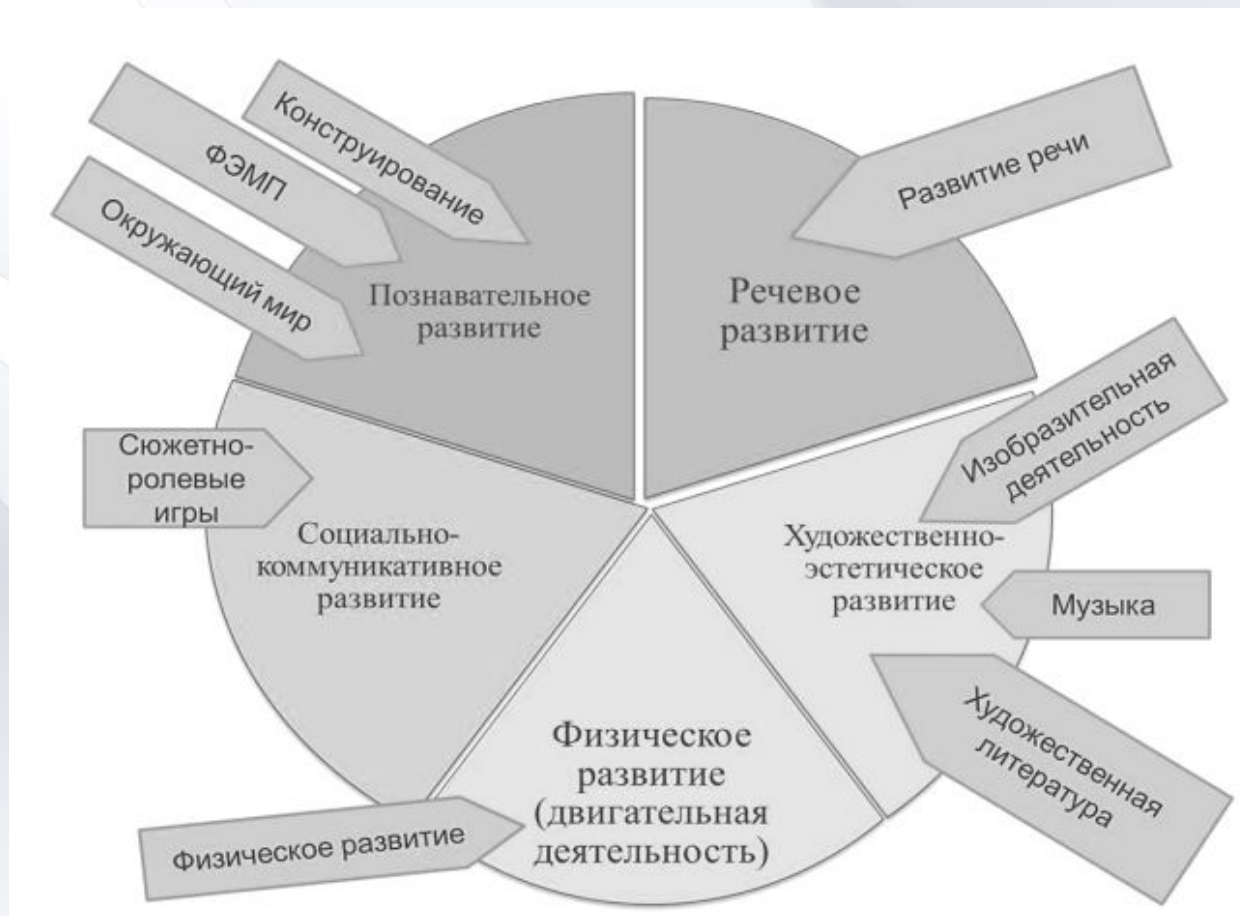 Конструирование
ФЭМП
Окружающий мир
Познавательное
развитие
Развитие речи
Речевое
развитие
Сюжетно-
ролевые
игры
Социально-
коммуникативное
развитие
Изобразительная
деятельность
Художественно-
эстетическое
развитие
Музыка
Художественная
литература
Физическое
развитие
(двигательная
деятельность)
Физическое развитие